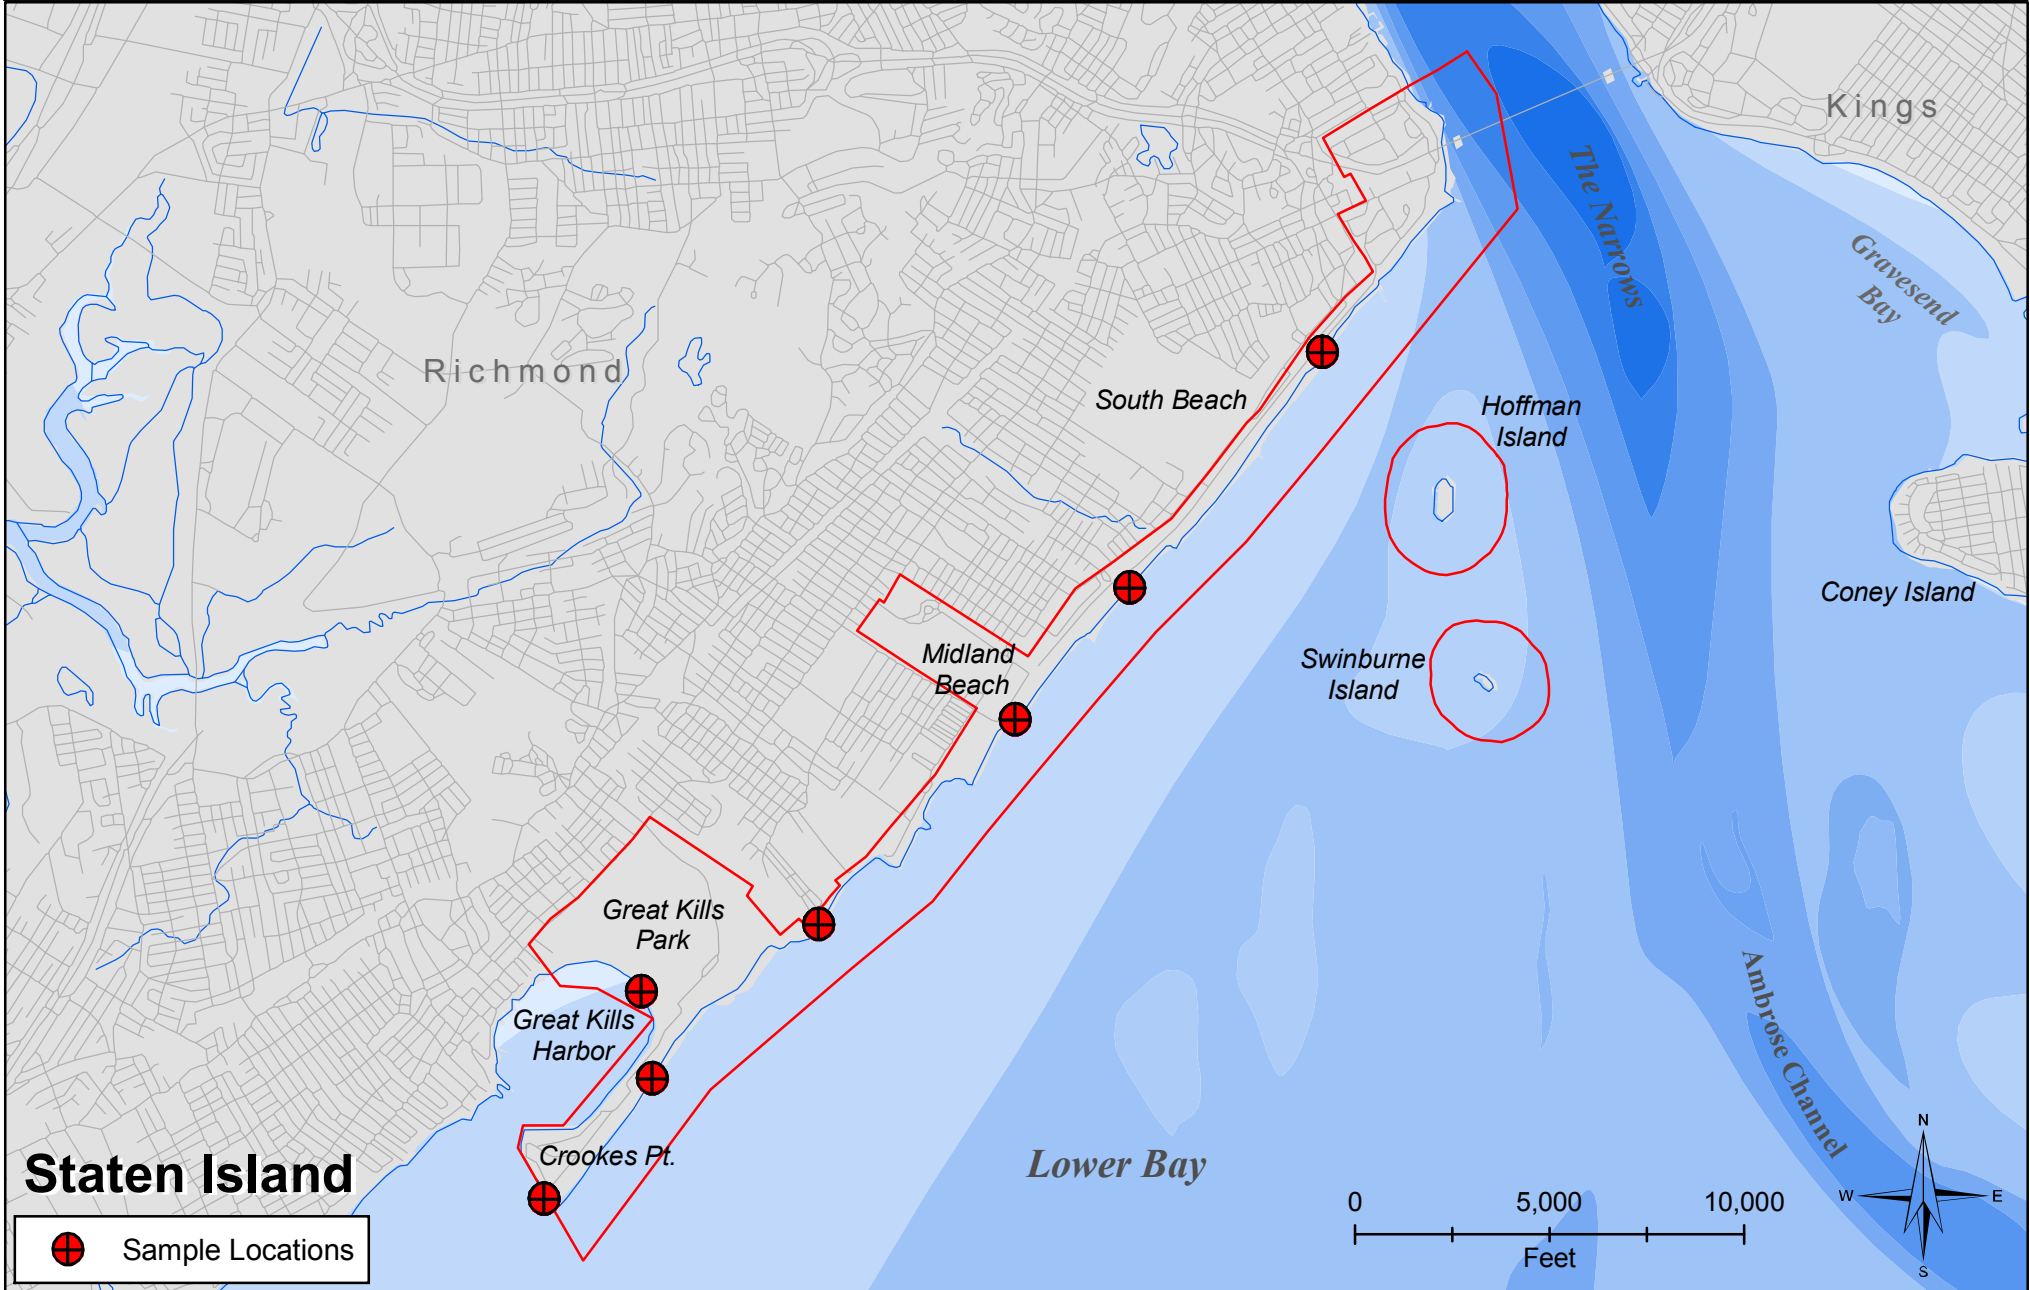 Kings
The Narrows
Gravesend
Bay
Richmond
South Beach
Hoffman
Island
Coney Island
Midland
Beach
Swinburne
Island
Great Kills
Park
Great Kills
Harbor
Ambrose Channel
Crookes Pt.
Lower Bay
Staten Island
Sample Locations
0 5,000 10,000
Feet
N
W E
S